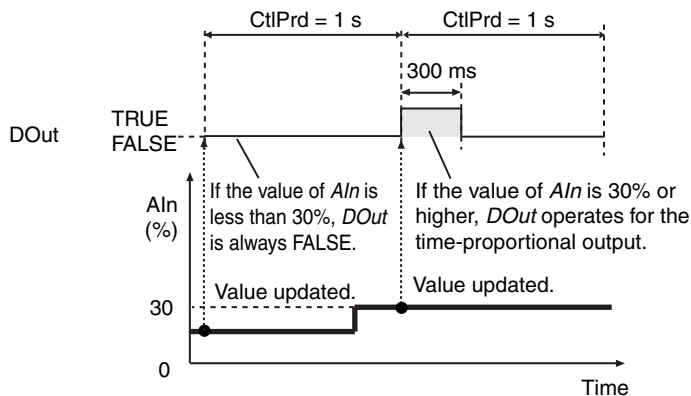 CtlPrd = 1 s
CtlPrd = 1 s
300 ms
DOut
TRUE
FALSE
If the value of AIn is
less than 30%, DOut
is always FALSE.
If the value of AIn is 30% or
higher, DOut operates for the
time-proportional output.
AIn
(%)
Value updated.
Value updated.
30
0
Time